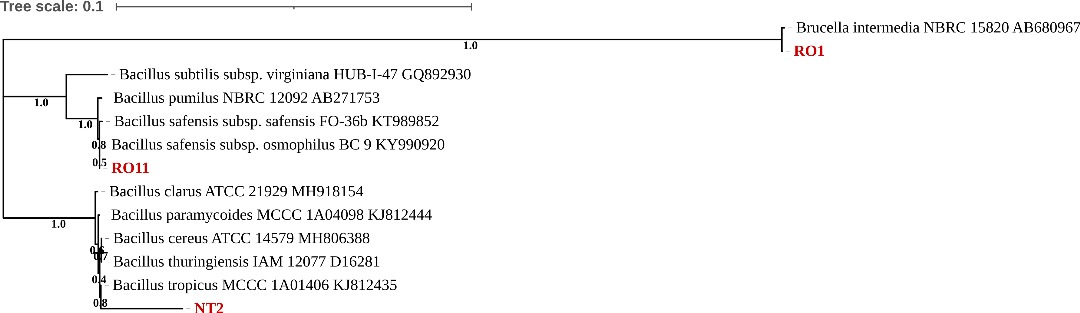 Tree scale: 0.1
Brucella intermedia NBRC 15820 AB680967
1.0
RO1
Bacillus subtilis subsp. virginiana HUB-I-47 GQ892930
1.0
Bacillus pumilus NBRC 12092 AB271753
1.0
Bacillus safensis subsp. safensis FO-36b KT989852
0.8
Bacillus safensis subsp. osmophilus BC 9 KY990920
0.5
RO11
Bacillus clarus ATCC 21929 MH918154
Bacillus paramycoides MCCC 1A04098 KJ812444
1.0
Bacillus cereus ATCC 14579 MH806388
Bacillus thuringiensis IAM 12077 D16281
0.4
Bacillus tropicus MCCC 1A01406 KJ812435
0.8
NT2